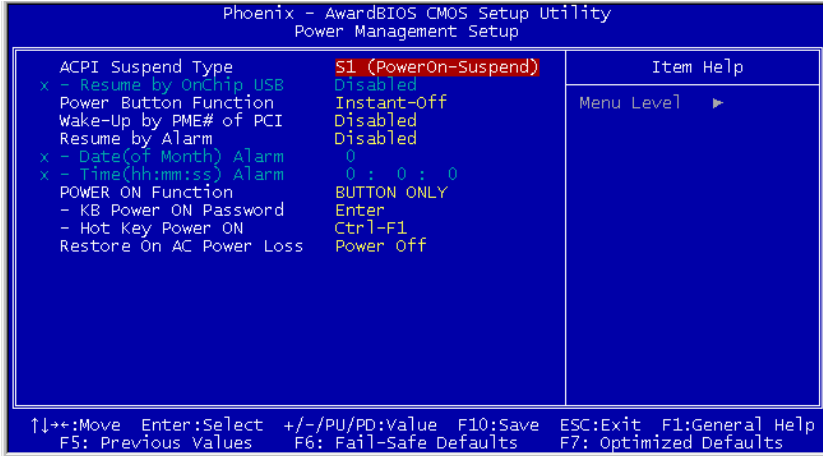 Phoenix - AwardBIOS CMOS Setup Utility
Power Management Setup
ACPI Suspend Type S1 (PowerOn-Suspend)
x - Resume by OnChip USB Disabled
Power Button Function Instant-Off
Wake-Up by PME# of PCI Disabled
Resume by Alarm Disabled
x - Date(of Month) Alarm 0
x - Time(hh:mm:ss) Alarm 0 : 0 : 0
POWER ON Function BUTTON ONLY
- KB Power ON Password Enter
- Hot Key Power ON Ctrl-F1
Restore On AC Power Loss Power Off
Item Help
Menu Level ►
↑↓→←:Move Enter:Select +/-/PU/PD:Value F10:Save ESC:Exit F1:General Help
F5: Previous Values F6: Fail-Safe Defaults F7: Optimized Defaults